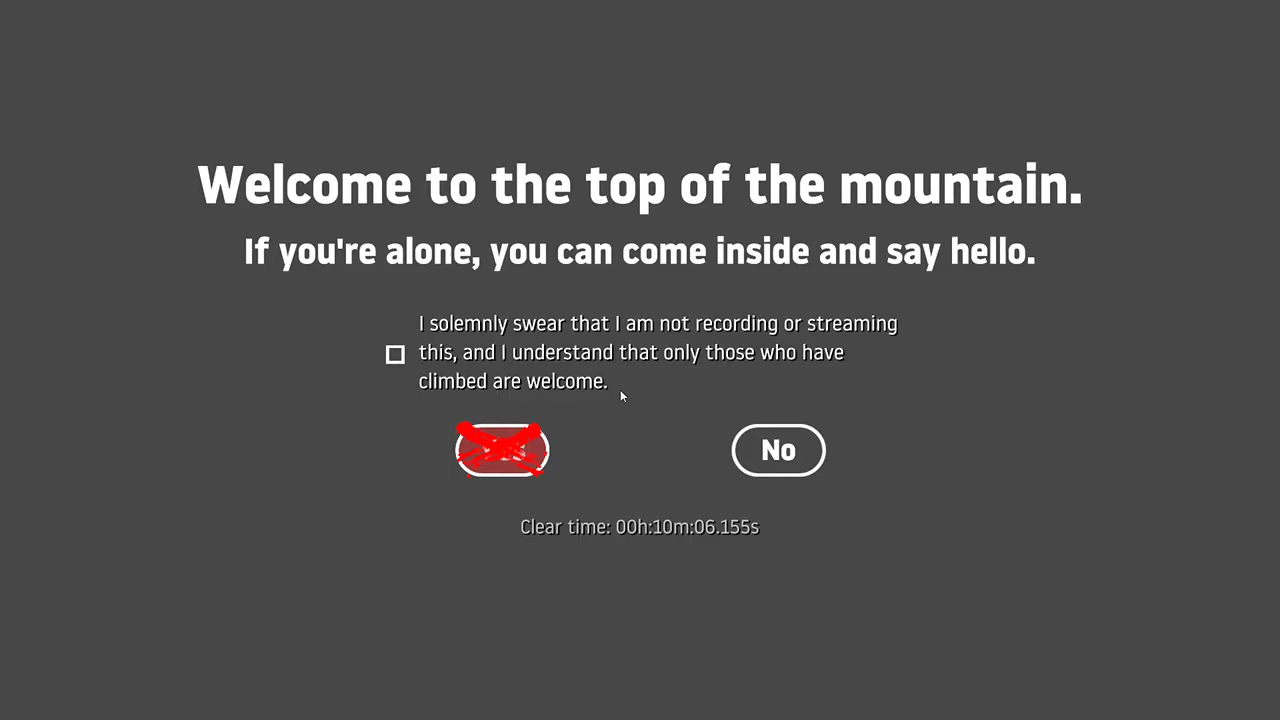 Welcome to the top of the mountain.
If you're alone, you can come inside and say hello.
I solemnly swear that I am not recording or streaming
this, and I understand that only those who have
climbed are welcome.
No
Clear time: 00h:10m:06.155s